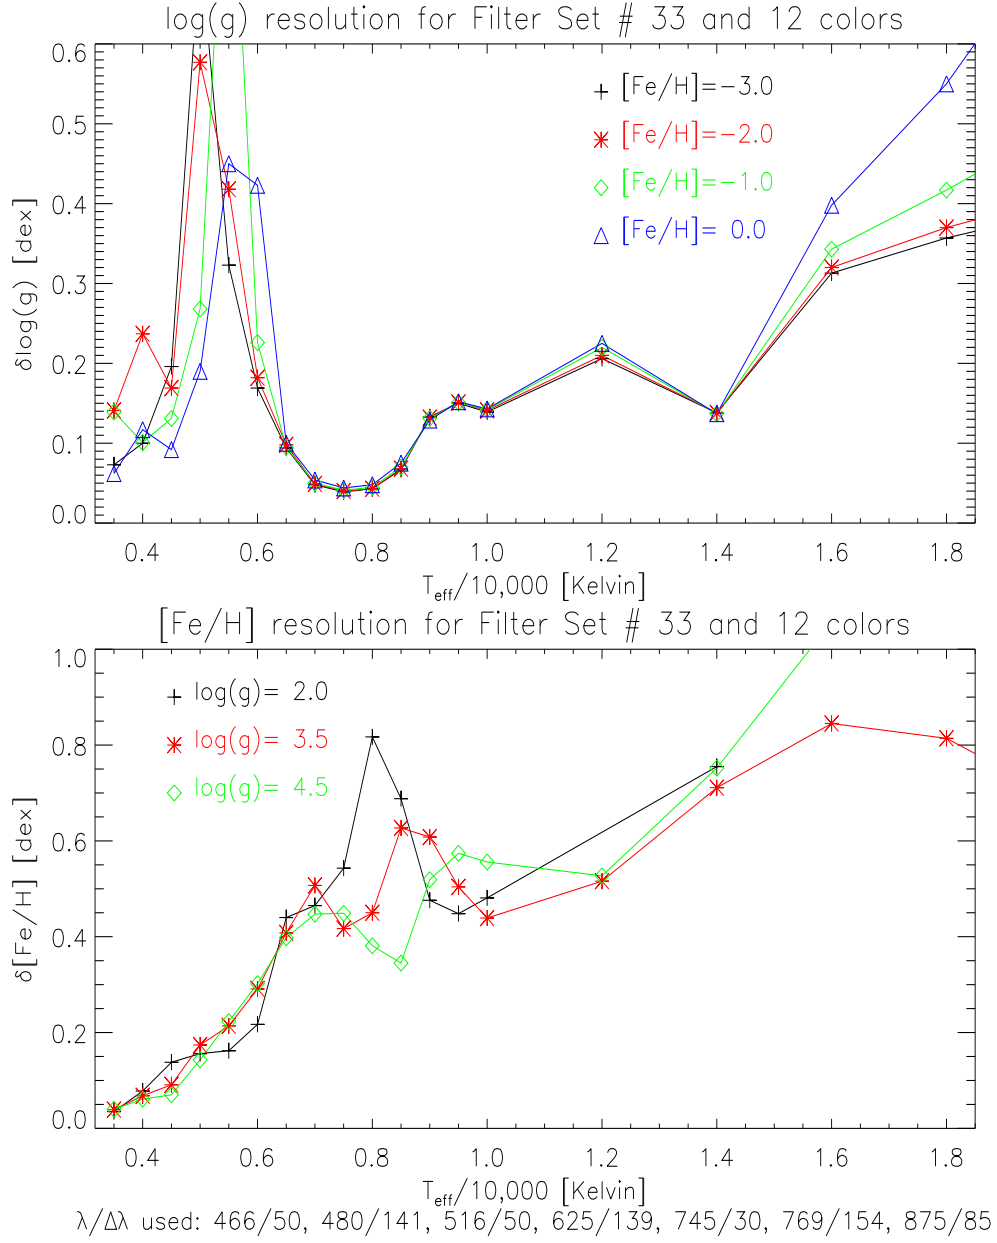 log(g) resolution for Filter Set # 33 and 12 colors
0.6
0.5
0.4
0.3
0.2
0.1
0.0
δlog(g) [dex]
[Fe/H]=−3.0
[Fe/H]=−2.0
[Fe/H]=−1.0
[Fe/H]= 0.0
0.4 0.6 0.8 1.0 1.2 1.4 1.6 1.8
T_eff/10,000 [Kelvin]
[Fe/H] resolution for Filter Set # 33 and 12 colors
1.0
0.8
0.6
0.4
0.2
0.0
δ[Fe/H] [dex]
log(g)= 2.0
log(g)= 3.5
log(g)= 4.5
0.4 0.6 0.8 1.0 1.2 1.4 1.6 1.8
T_eff/10,000 [Kelvin]
λ/Δλ used: 466/50, 480/141, 516/50, 625/139, 745/30, 769/154, 875/85